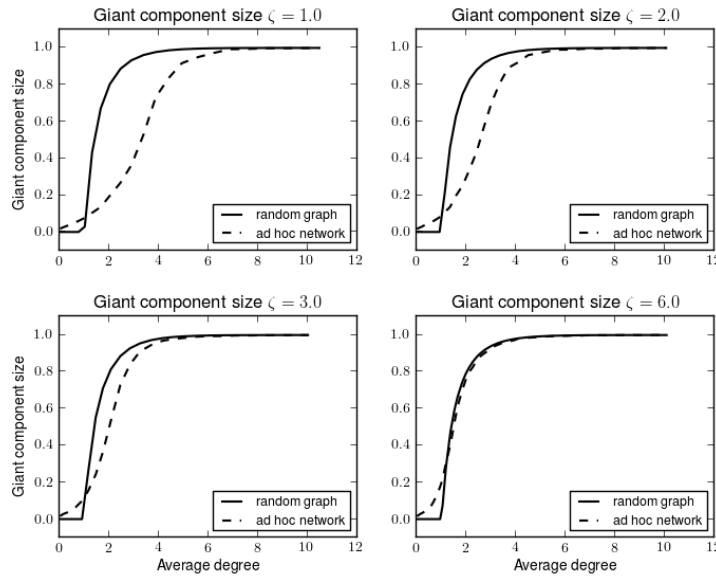 Giant component size ζ = 1.0
Giant component size
1.0
0.8
0.6
0.4
0.2
0.0
random graph
ad hoc network
0 2 4 6 8 10 12
Giant component size ζ = 2.0
1.0
0.8
0.6
0.4
0.2
0.0
random graph
ad hoc network
0 2 4 6 8 10 12
Giant component size ζ = 3.0
Giant component size
1.0
0.8
0.6
0.4
0.2
0.0
random graph
ad hoc network
0 2 4 6 8 10 12
Average degree
Giant component size ζ = 6.0
1.0
0.8
0.6
0.4
0.2
0.0
random graph
ad hoc network
0 2 4 6 8 10 12
Average degree